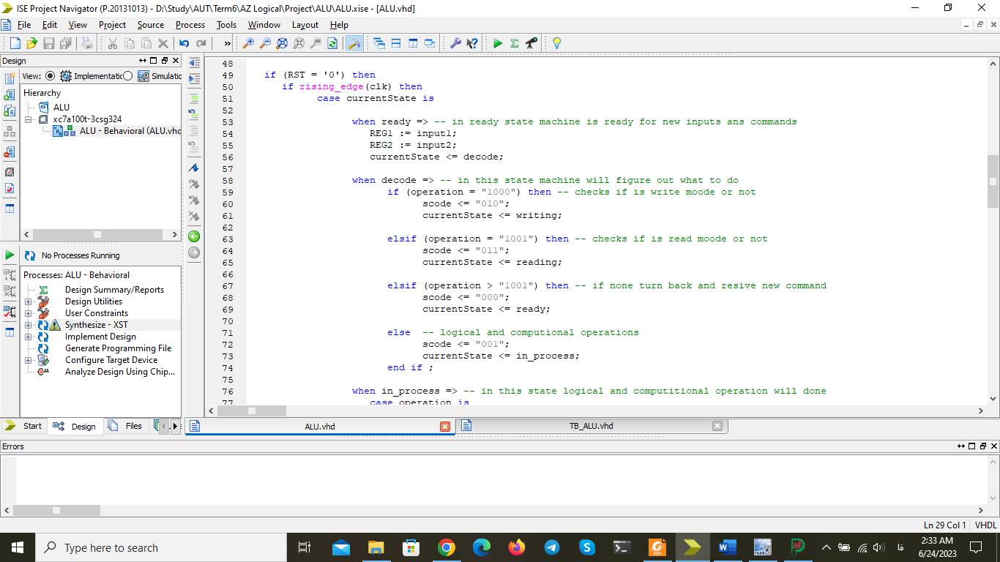 ISE Project Navigator (P.20131013) - D:\Study\AUT\Term6\AZ Logical\Project\ALU\ALU.xise - [ALU.vhd]
File Edit View Project Source Process Tools Window Layout Help
»
Design
View: Implementatic Simulatio
Hierarchy
ALU
xc7a100t-3csg324
ALU - Behavioral (ALU.vhd
No Processes Running
Processes: ALU - Behavioral
Design Summary/Reports
Design Utilities
User Constraints
Synthesize - XST
Implement Design
Generate Programming File
Configure Target Device
Analyze Design Using Chip...
Start Design Files
48
49 if (RST = '0') then
50 if rising_edge(clk) then
51 case currentState is
52
53 when ready => -- in ready state machine is ready for new inputs ans commands
54 REG1 := input1;
55 REG2 := input2;
56 currentState <= decode;
57
58 when decode => -- in this state machine will figure out what to do
59 if (operation = "1000") then -- checks if is write moode or not
60 scode <= "010";
61 currentState <= writing;
62
63 elsif (operation = "1001") then -- checks if is read moode or not
64 scode <= "011";
65 currentState <= reading;
66
67 elsif (operation > "1001") then -- if none turn back and resive new command
68 scode <= "000";
69 currentState <= ready;
70
71 else -- logical and computional operations
72 scode <= "001";
73 currentState <= in_process;
74 end if ;
75
76 when in_process => -- in this state logical and computitional operation will done
77 case operation is
ALU.vhd TB_ALU.vhd
Errors
Ln 29 Col 1 VHDL
Type here to search
فا
2:33 AM
6/24/2023